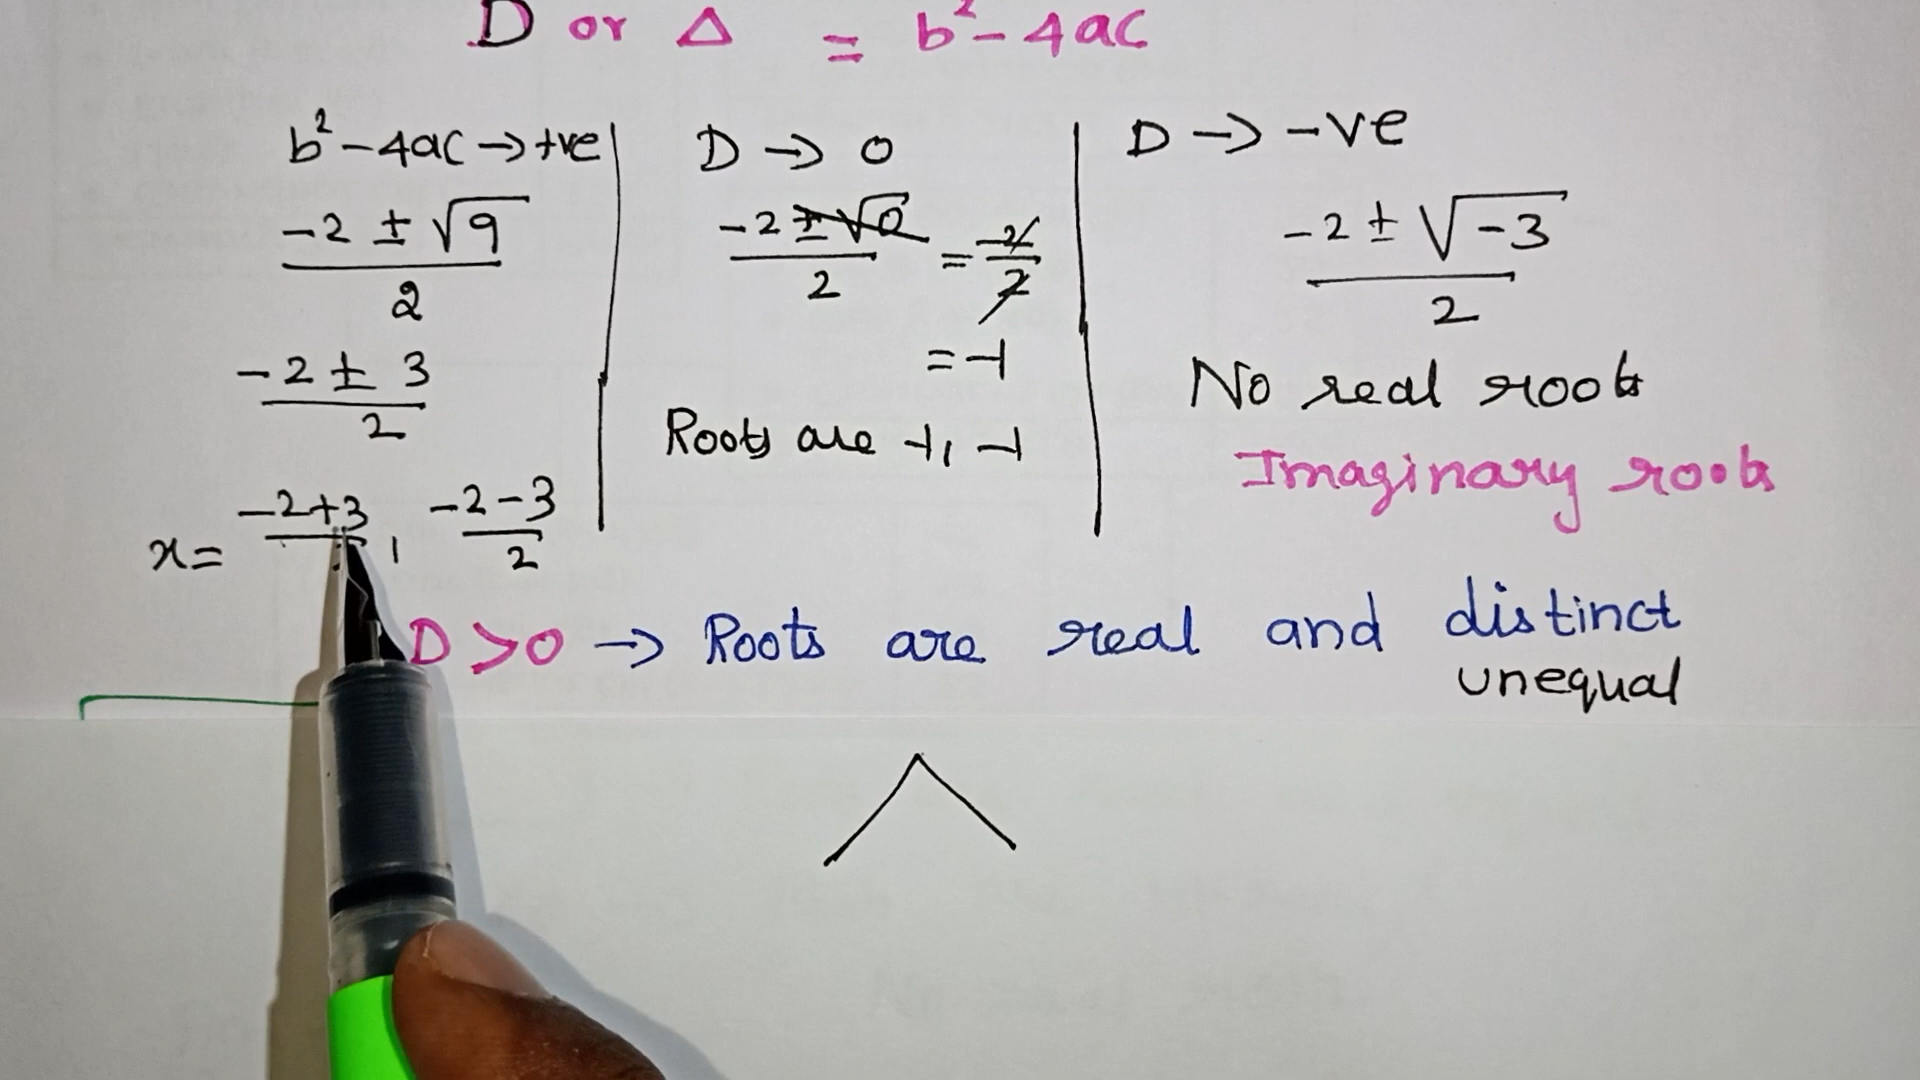 D or Δ = b² - 4ac
b² - 4ac → +ve
-2 ± √9
2
-2 ± 3
2
x = -2+3 , -2-3
2
D → 0
-2 ± √0 = -2
2 2
= -1
Roots are -1, -1
D → -ve
-2 ± √-3
2
No real roots
Imaginary roots
D > 0 → Roots are real and distinct
unequal